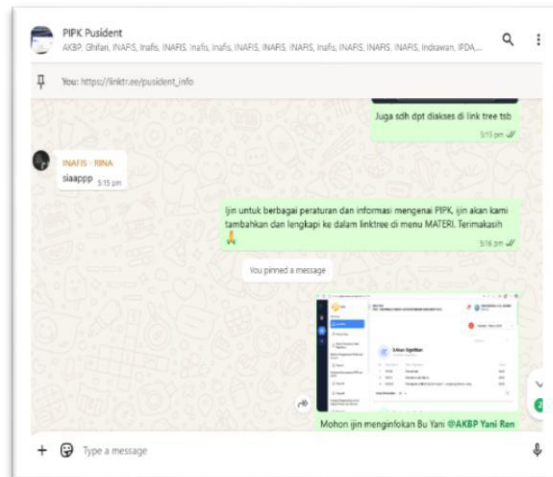 PIPK Pusident
AKBP, Ghifari, INAFIS, Inafis, INAFIS, Inafis, Inafis, INAFIS, INAFIS, INAFIS, Inafis, INAFIS, INAFIS, INAFIS, Indrawan, IPDA,...
You: https://linktr.ee/pusident_info
Juga sdh dpt diakses di link tree tsb
5:15 pm
INAFIS - RINA
siaappp 5:15 pm
Ijin untuk berbagai peraturan dan informasi mengenai PIPK, ijin akan kami
tambahkan dan lengkapi ke dalam linktree di menu MATERI. Terimakasih
🙏
5:16 pm
You pinned a message
Mohon ijin menginfokan Bu Yani @AKBP Yani Ren
Type a message